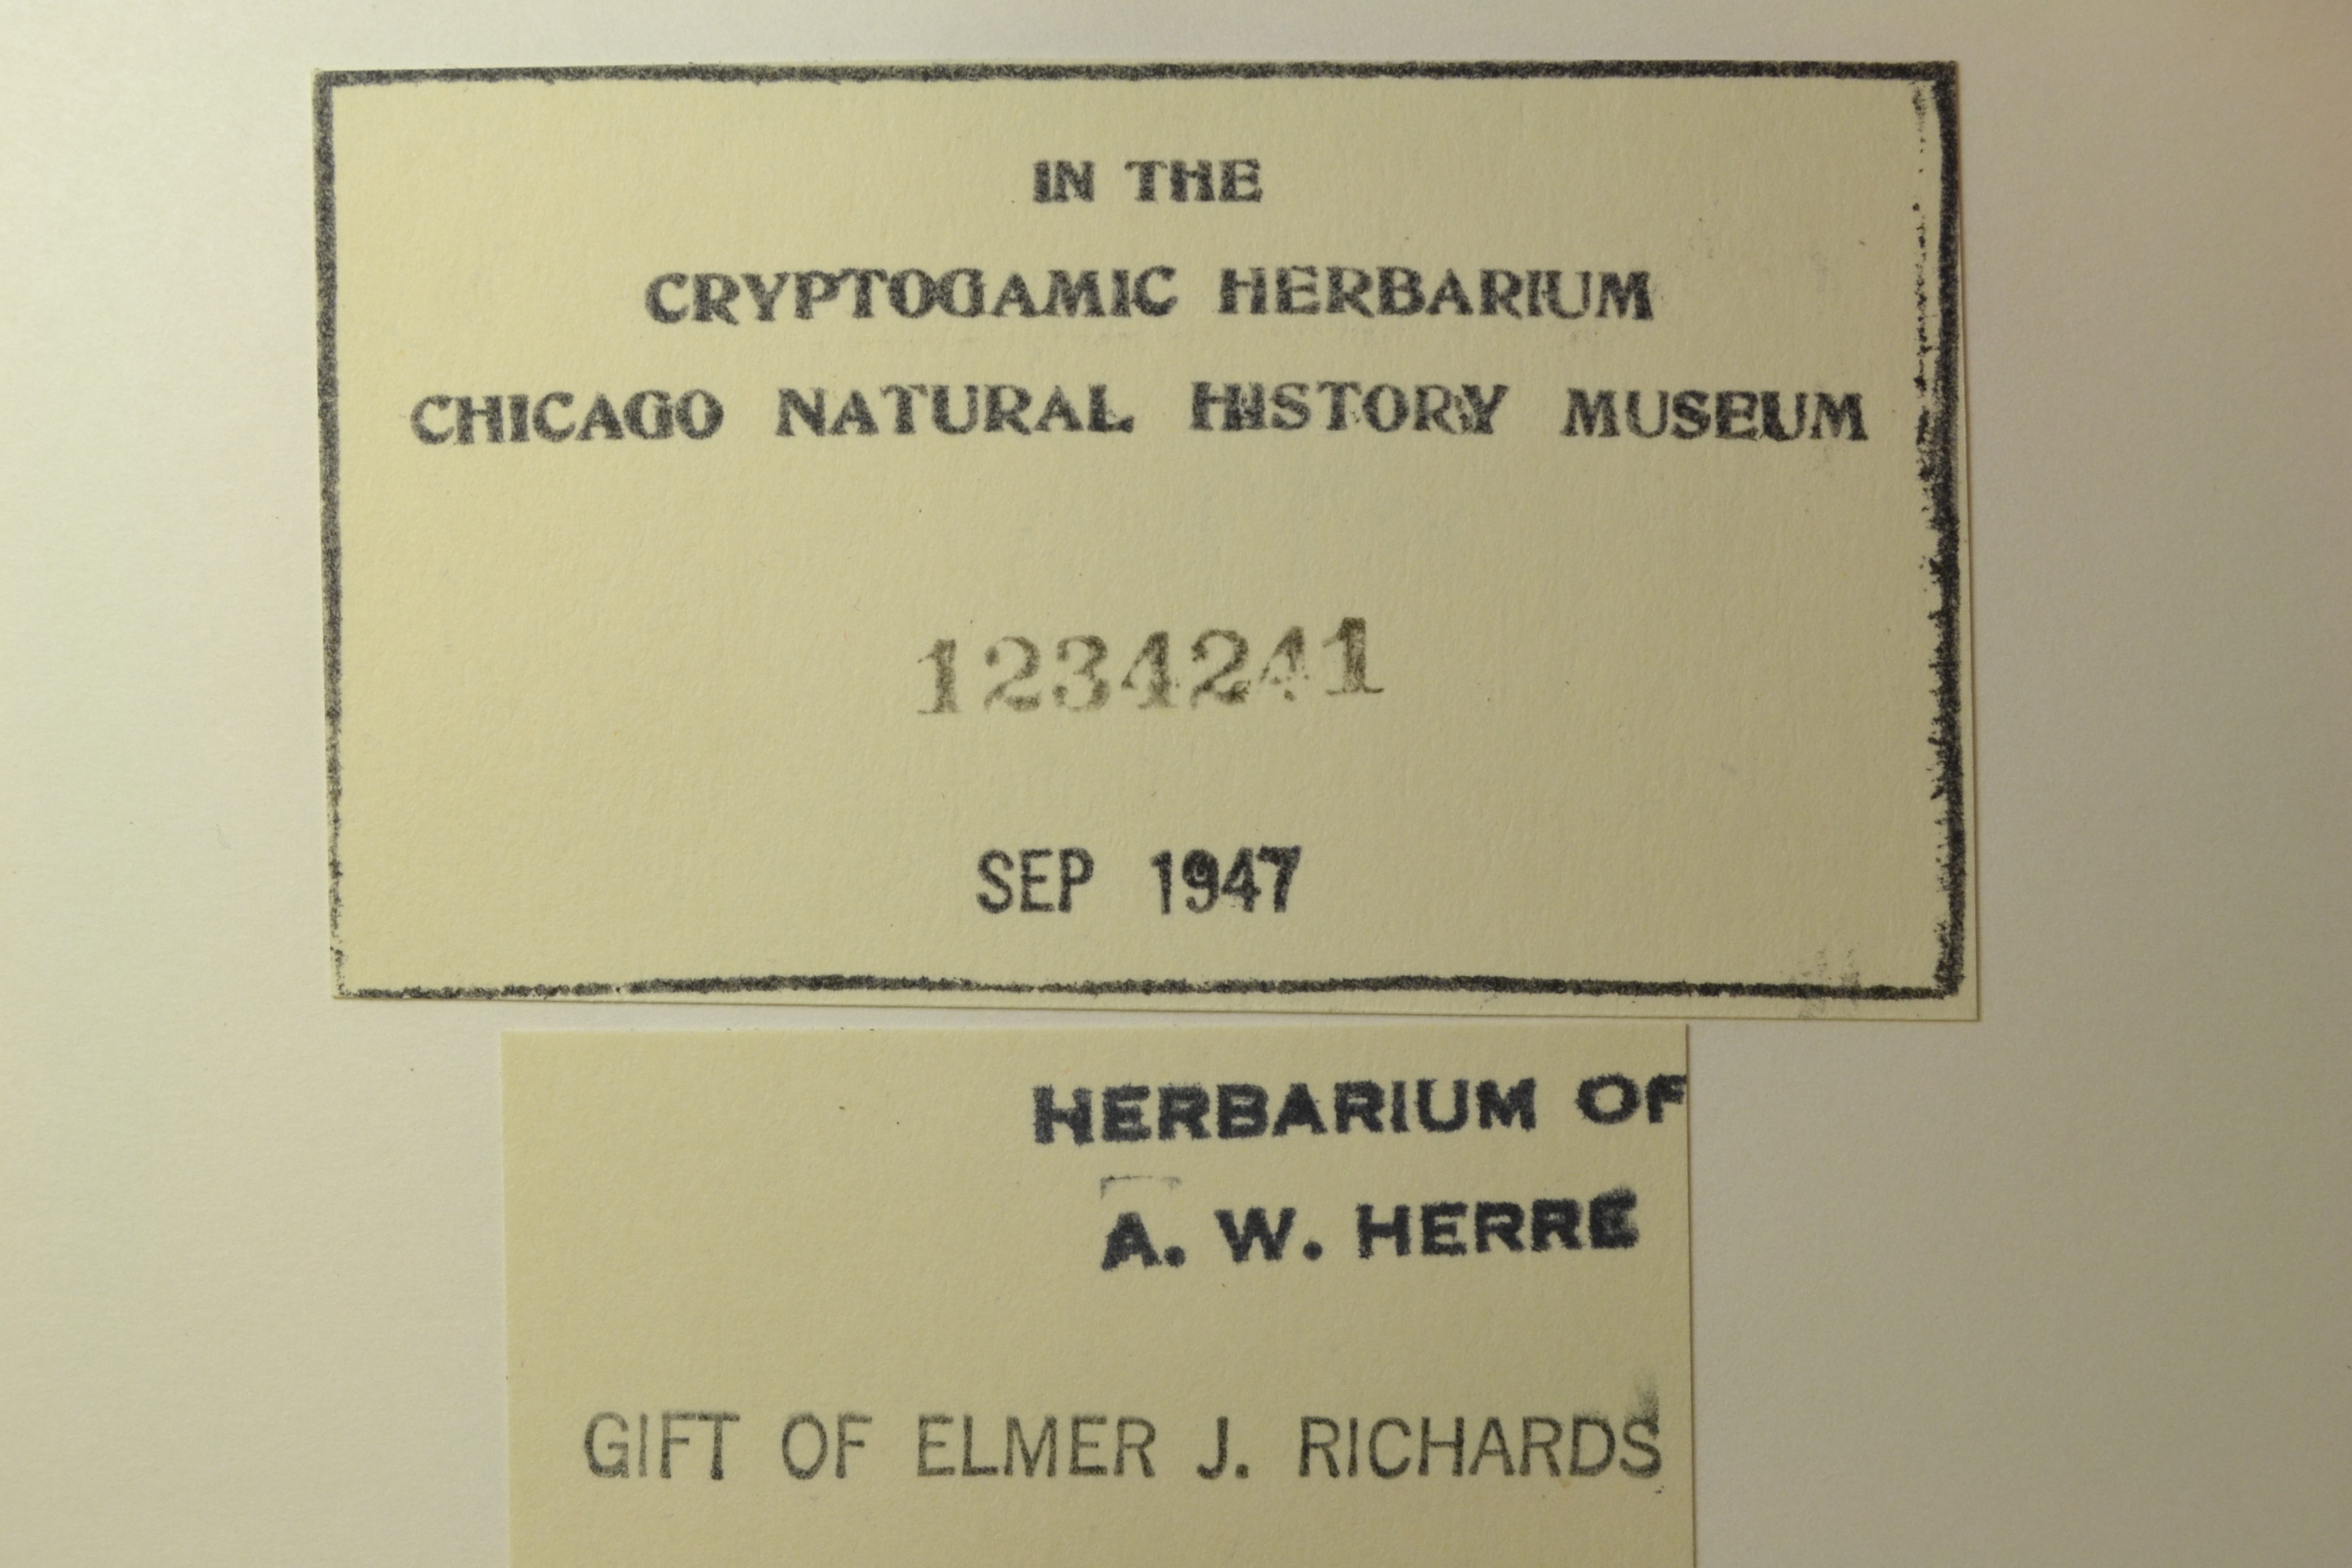 IN THE
CRYPTOGAMIC HERBARIUM
CHICAGO NATURAL HISTORY MUSEUM
1234241
SEP 1947
HERBARIUM OF
A. W. HERRE
GIFT OF ELMER J. RICHARDS